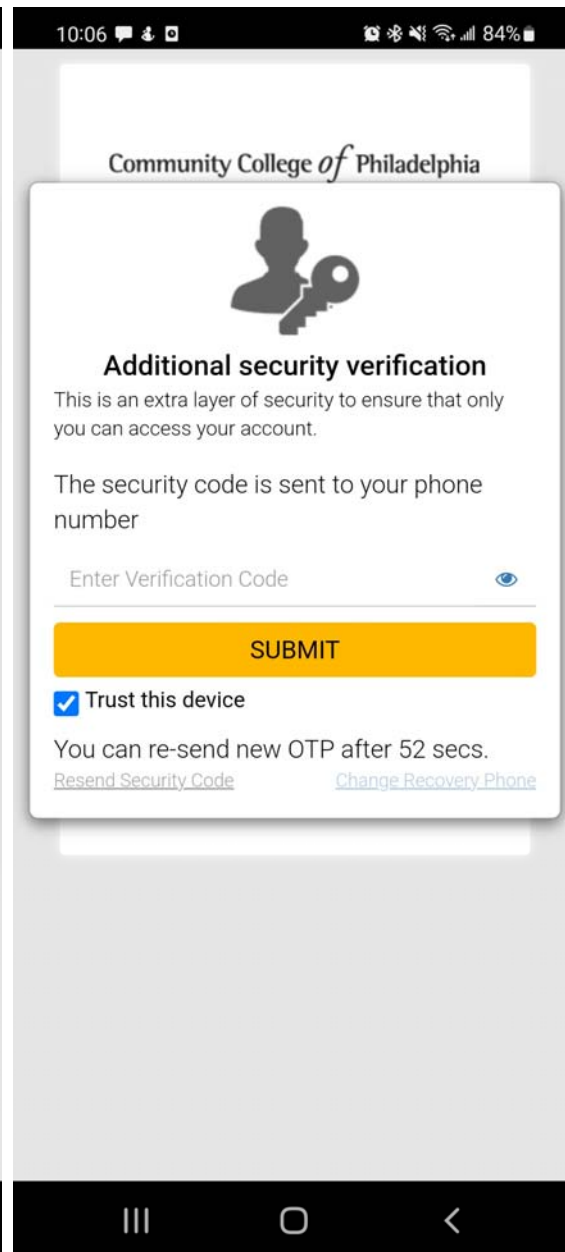 10:06 84%
Community College of Philadelphia
Additional security verification
This is an extra layer of security to ensure that only
you can access your account.
The security code is sent to your phone
number
Enter Verification Code
SUBMIT
Trust this device
You can re-send new OTP after 52 secs.
Resend Security Code Change Recovery Phone